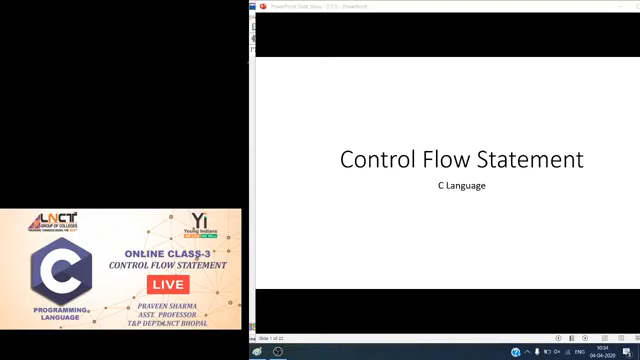 PowerPoint Slide Show
PowerPoint
Control Flow Statement
C Language
LNCT
GROUP OF COLLEGES
Yi
Young Indians
ONLINE CLASS-3
CONTROL FLOW STATEMENT
LIVE
C
PROGRAMMING
LANGUAGE
PRAVEEN SHARMA
ASST. PROFESSOR
T&P DEPT.LNCT BHOPAL
Slide 1 of 22
ENG
10:34
04-04-2020